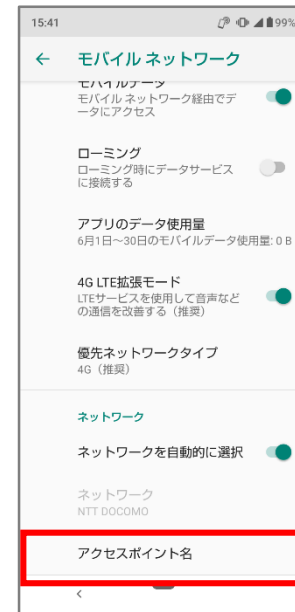 15:41
99%
モバイル ネットワーク
モバイルデータ
モバイル ネットワーク経由でデ
ータにアクセス
ローミング
ローミング時にデータサービス
に接続する
アプリのデータ使用量
6月1日～30日のモバイルデータ使用量: 0 B
4G LTE拡張モード
LTEサービスを使用して音声など
の通信を改善する（推奨）
優先ネットワークタイプ
4G（推奨）
ネットワーク
ネットワークを自動的に選択
ネットワーク
NTT DOCOMO
アクセスポイント名